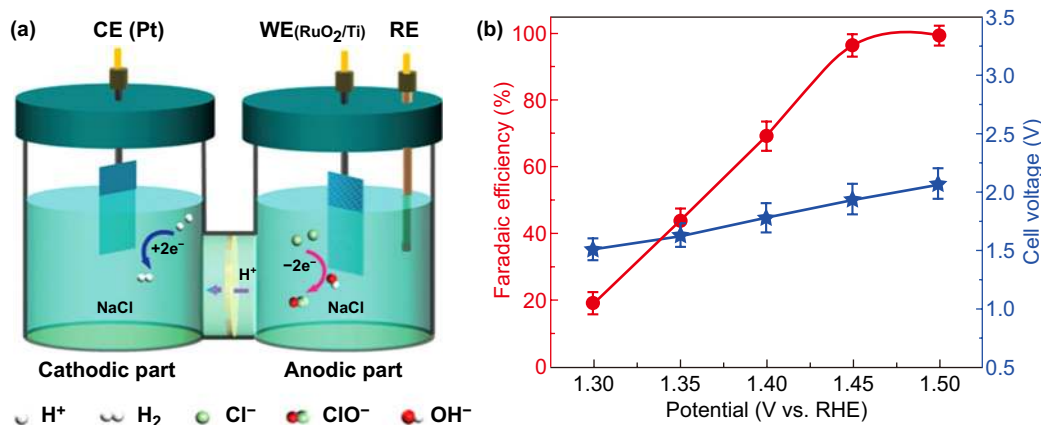 (a)
CE (Pt) WE(RuO₂/Ti) RE
+2e⁻
−2e⁻
H⁺
NaCl NaCl
Cathodic part Anodic part
H⁺ H₂ Cl⁻ ClO⁻ OH⁻
(b)
Faradaic efficiency (%)
100
80
60
40
20
0
3.5
3.0
2.5
2.0
1.5
1.0
0.5
Cell voltage (V)
1.30 1.35 1.40 1.45 1.50
Potential (V vs. RHE)